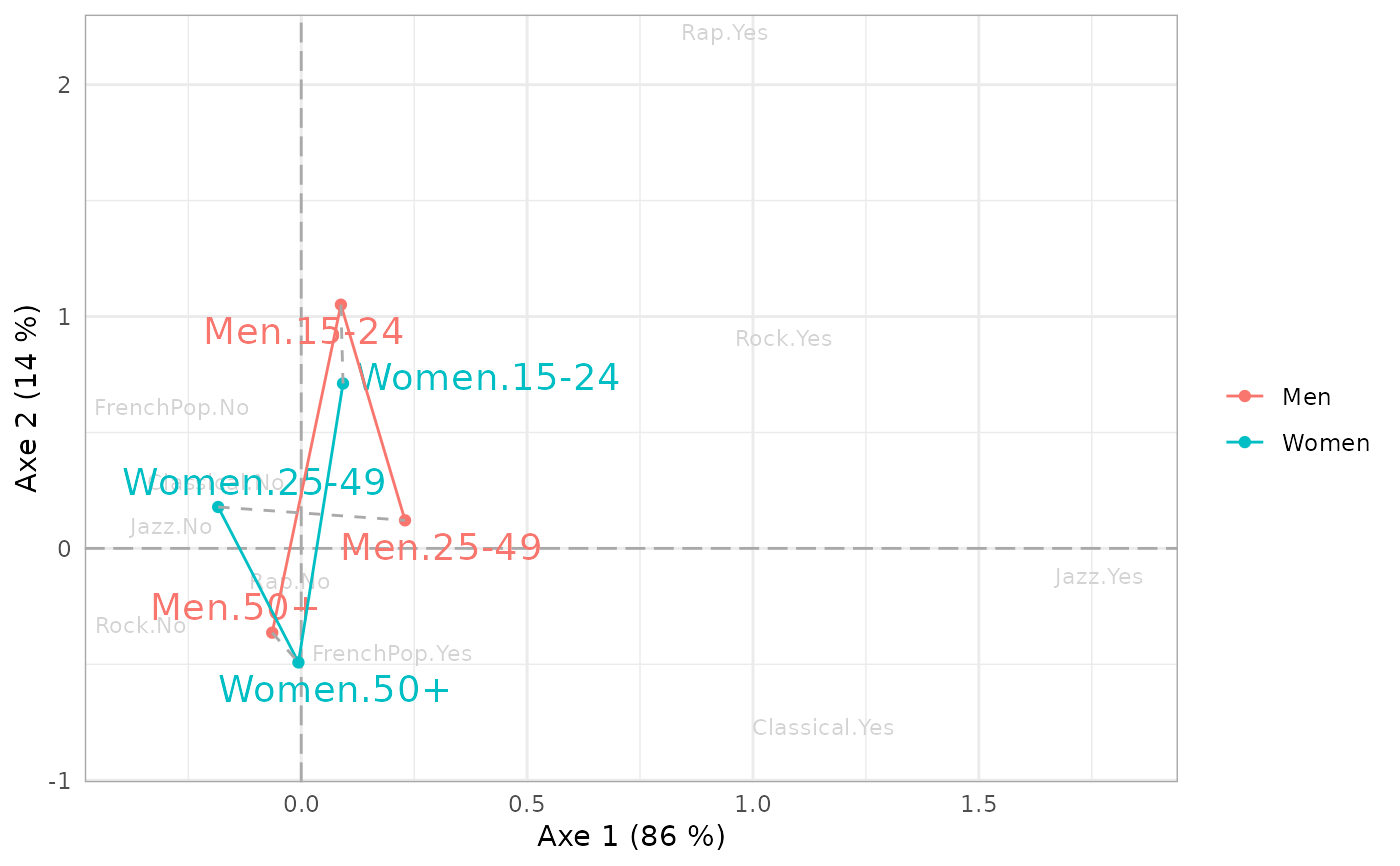 Rap.Yes
2
Men.15-24
1
Rock.Yes
Women.15-24
FrenchPop.No
Men
Women
Classical.No
Women.25-49
Jazz.No
Men.25-49
0
Rap.No
Jazz.Yes
Men.50+
Rock.No
FrenchPop.Yes
Women.50+
Classical.Yes
-1
0.0 0.5 1.0 1.5
Axe 1 (86 %)
Axe 2 (14 %)